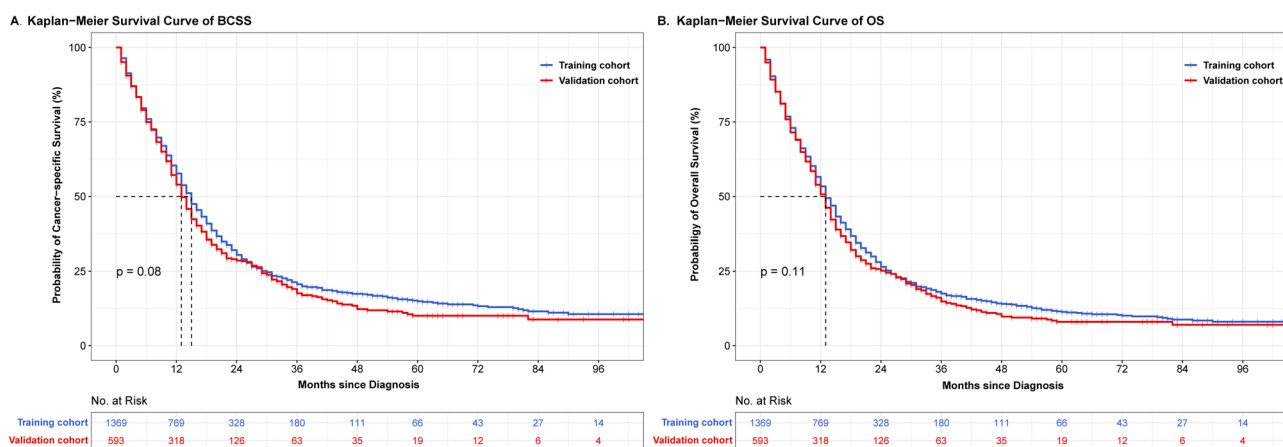 A. Kaplan−Meier Survival Curve of BCSS
Probability of Cancer−specific Survival (%)
100
75
50
25
0
Training cohort
Validation cohort
p = 0.08
0 12 24 36 48 60 72 84 96
Months since Diagnosis
No. at Risk
Training cohort 1369 769 328 180 111 66 43 27 14
Validation cohort 593 318 126 63 35 19 12 6 4
B. Kaplan−Meier Survival Curve of OS
Probabiligy of Overall Survival (%)
100
75
50
25
0
Training cohort
Validation cohort
p = 0.11
0 12 24 36 48 60 72 84 96
Months since Diagnosis
No. at Risk
Training cohort 1369 769 328 180 111 66 43 27 14
Validation cohort 593 318 126 63 35 19 12 6 4